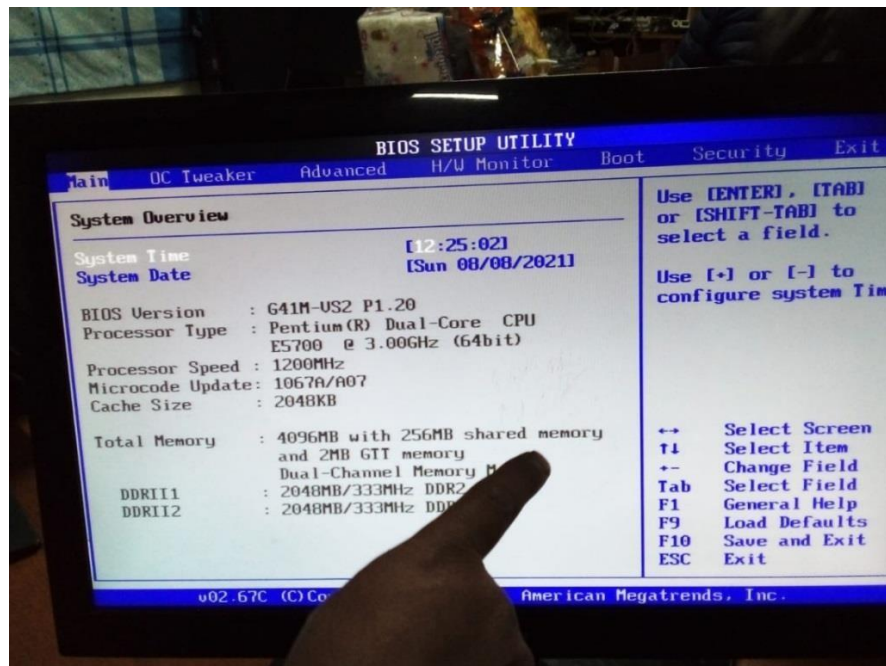 BIOS SETUP UTILITY
Main OC Tweaker Advanced H/W Monitor Boot Security Exit
System Overview
System Time [12:25:02]
System Date [Sun 08/08/2021]
BIOS Version : G41M-VS2 P1.20
Processor Type : Pentium(R) Dual-Core CPU
E5700 @ 3.00GHz (64bit)
Processor Speed : 1200MHz
Microcode Update: 1067A/A07
Cache Size : 2048KB
Total Memory : 4096MB with 256MB shared memory
and 2MB GTT memory
Dual-Channel Memory
DDRII1 : 2048MB/333MHz DDR2
DDRII2 : 2048MB/333MHz
Use [ENTER], [TAB]
or [SHIFT-TAB] to
select a field.
Use [+] or [-] to
configure system Tim
↔ Select Screen
↑↓ Select Item
+- Change Field
Tab Select Field
F1 General Help
F9 Load Defaults
F10 Save and Exit
ESC Exit
v02.67C (C) American Megatrends, Inc.